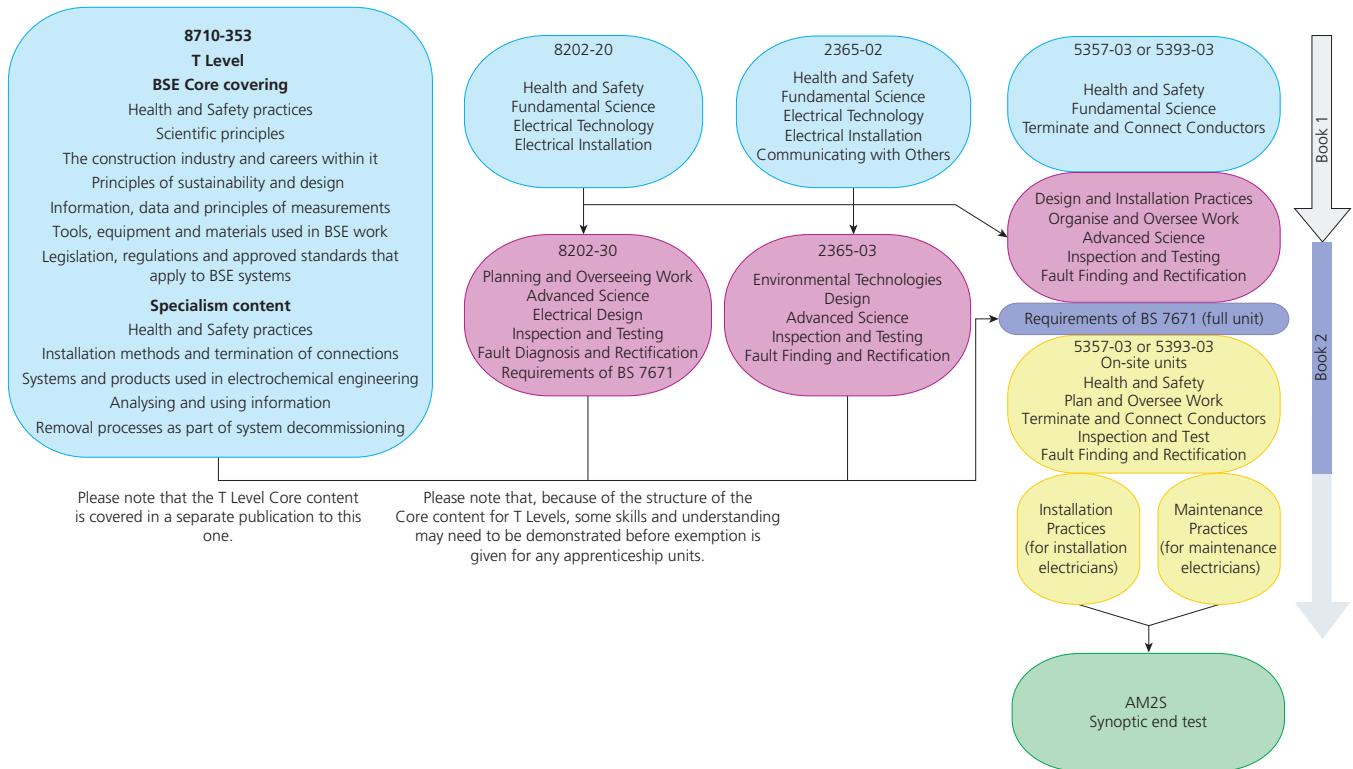 8710-353
T Level
BSE Core covering
Health and Safety practices
Scientific principles
The construction industry and careers within it
Principles of sustainability and design
Information, data and principles of measurements
Tools, equipment and materials used in BSE work
Legislation, regulations and approved standards that
apply to BSE systems
Specialism content
Health and Safety practices
Installation methods and termination of connections
Systems and products used in electrochemical engineering
Analysing and using information
Removal processes as part of system decommissioning
Please note that the T Level Core content
is covered in a separate publication to this
one.
8202-20
Health and Safety
Fundamental Science
Electrical Technology
Electrical Installation
8202-30
Planning and Overseeing Work
Advanced Science
Electrical Design
Inspection and Testing
Fault Diagnosis and Rectification
Requirements of BS 7671
2365-02
Health and Safety
Fundamental Science
Electrical Technology
Electrical Installation
Communicating with Others
2365-03
Environmental Technologies
Design
Advanced Science
Inspection and Testing
Fault Finding and Rectification
Please note that, because of the structure of the
Core content for T Levels, some skills and understanding
may need to be demonstrated before exemption is
given for any apprenticeship units.
5357-03 or 5393-03
Health and Safety
Fundamental Science
Terminate and Connect Conductors
Design and Installation Practices
Organise and Oversee Work
Advanced Science
Inspection and Testing
Fault Finding and Rectification
Requirements of BS 7671 (full unit)
5357-03 or 5393-03
On-site units
Health and Safety
Plan and Oversee Work
Terminate and Connect Conductors
Inspection and Test
Fault Finding and Rectification
Installation
Practices
(for installation
electricians)
Maintenance
Practices
(for maintenance
electricians)
AM2S
Synoptic end test
Book 1
Book 2